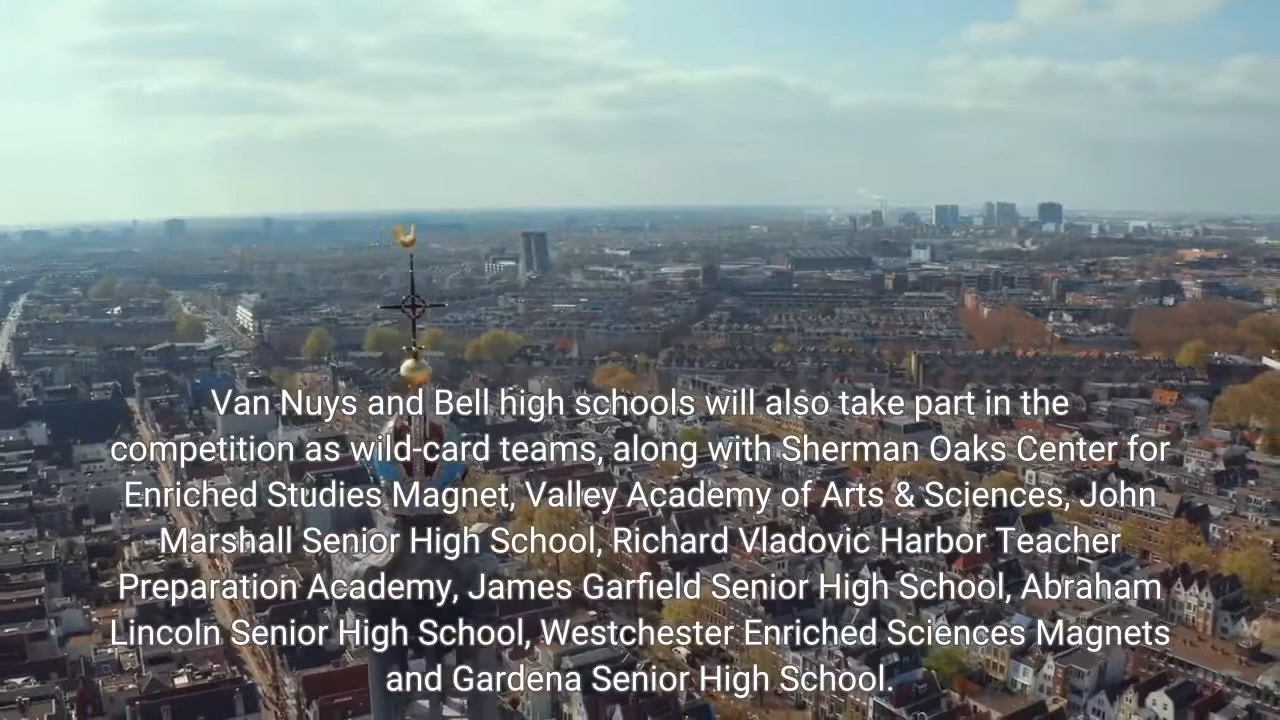 Van Nuys and Bell high schools will also take part in the
competition as wild-card teams, along with Sherman Oaks Center for
Enriched Studies Magnet, Valley Academy of Arts & Sciences, John
Marshall Senior High School, Richard Vladovic Harbor Teacher
Preparation Academy, James Garfield Senior High School, Abraham
Lincoln Senior High School, Westchester Enriched Sciences Magnets
and Gardena Senior High School.